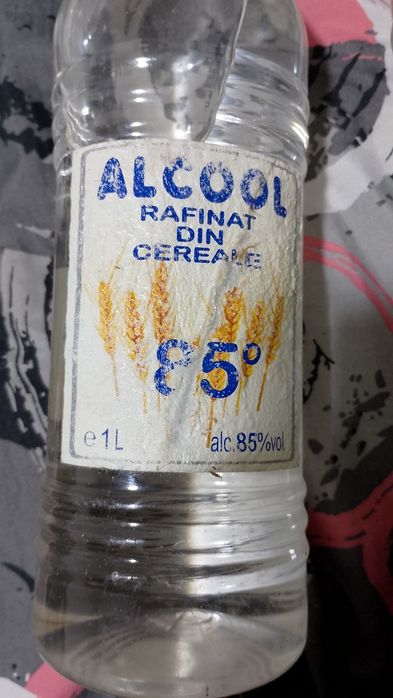 ALCOOL
RAFINAT
DIN
CEREALE
85°
e 1L alc.85%vol